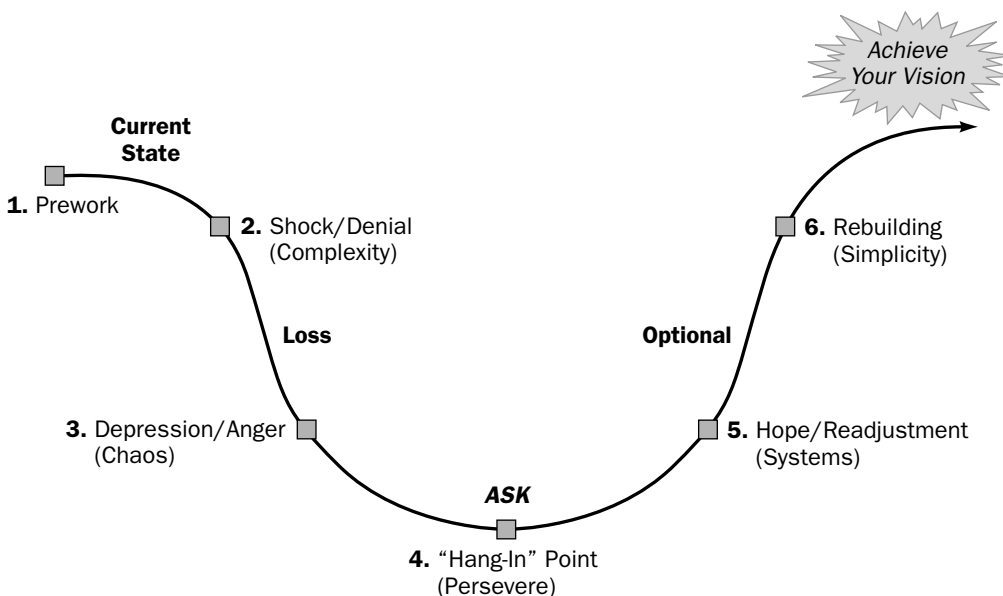 Achieve
Your Vision
Current
State
1. Prework
2. Shock/Denial
(Complexity)
6. Rebuilding
(Simplicity)
Loss
Optional
3. Depression/Anger
(Chaos)
5. Hope/Readjustment
(Systems)
ASK
4. “Hang-In” Point
(Persevere)